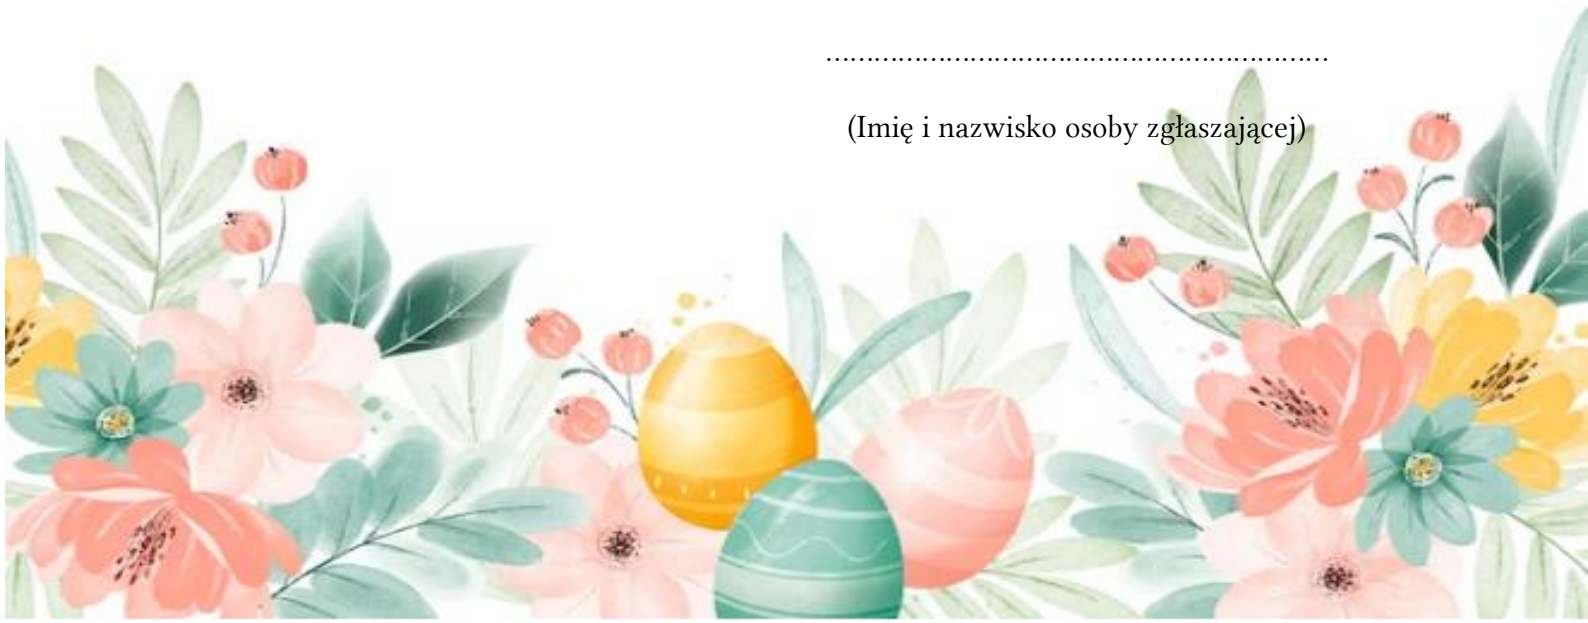 ……………………………………………………
(Imię i nazwisko osoby zgłaszającej)